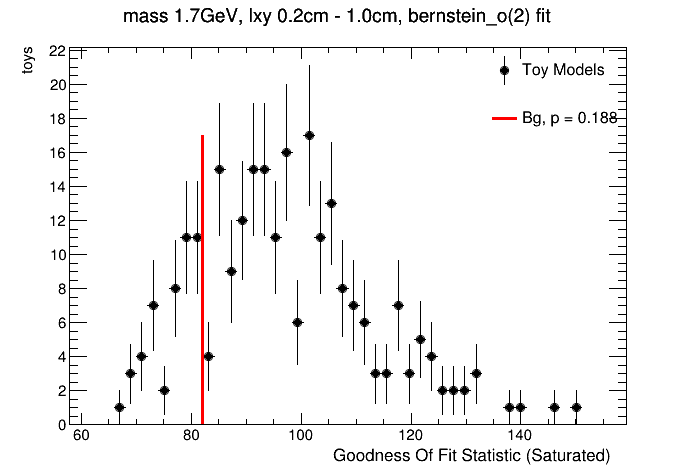 mass 1.7GeV, lxy 0.2cm - 1.0cm, bernstein_o(2) fit
toys
22
20
18
16
14
12
10
8
6
4
2
0
Toy Models
Bg, p = 0.188
60 80 100 120 140
Goodness Of Fit Statistic (Saturated)